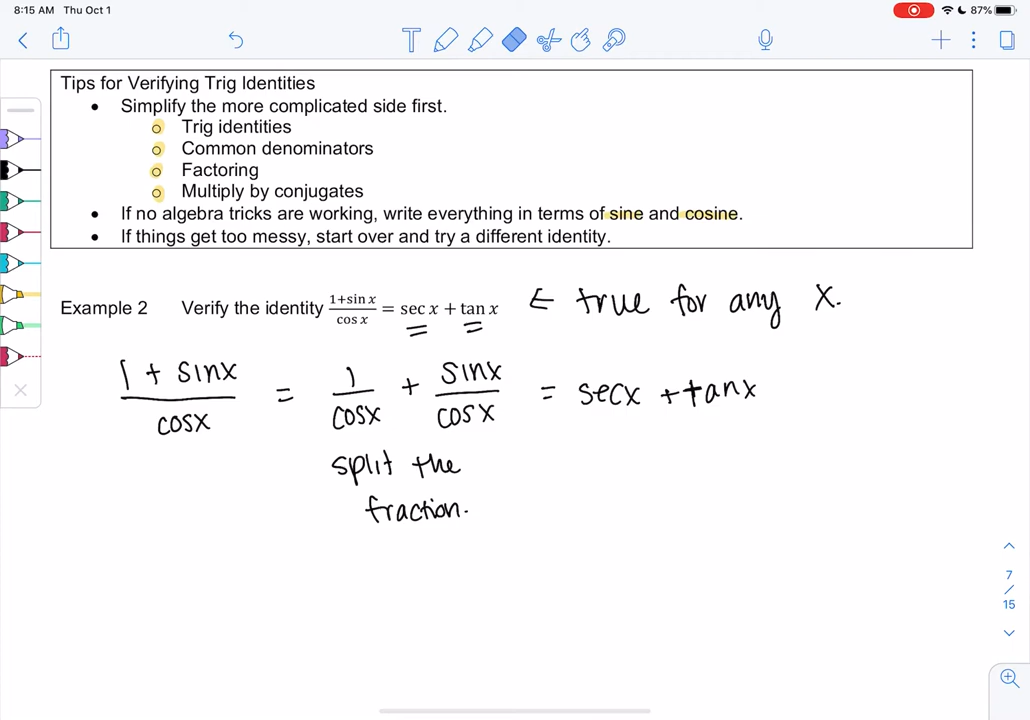 8:15 AM Thu Oct 1 87%
Tips for Verifying Trig Identities
• Simplify the more complicated side first.
o Trig identities
o Common denominators
o Factoring
o Multiply by conjugates
• If no algebra tricks are working, write everything in terms of sine and cosine.
• If things get too messy, start over and try a different identity.
Example 2 Verify the identity (1+sin x)/(cos x) = sec x + tan x ← true for any x.
(1 + sinx)/(cosx) = 1/(cosx) + (sinx)/(cosx) = secx + tanx
split the
fraction.
7
/
15